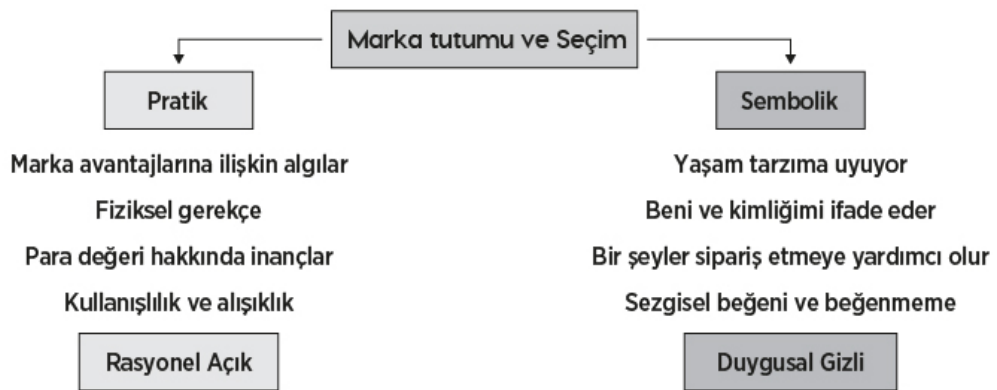 Marka tutumu ve Seçim
Pratik
Marka avantajlarına ilişkin algılar
Fiziksel gerekçe
Para değeri hakkında inançlar
Kullanışlılık ve alışıklık
Rasyonel Açık
Sembolik
Yaşam tarzıma uyuyor
Beni ve kimliğimi ifade eder
Bir şeyler sipariş etmeye yardımcı olur
Sezgisel beğeni ve beğenmeme
Duygusal Gizli